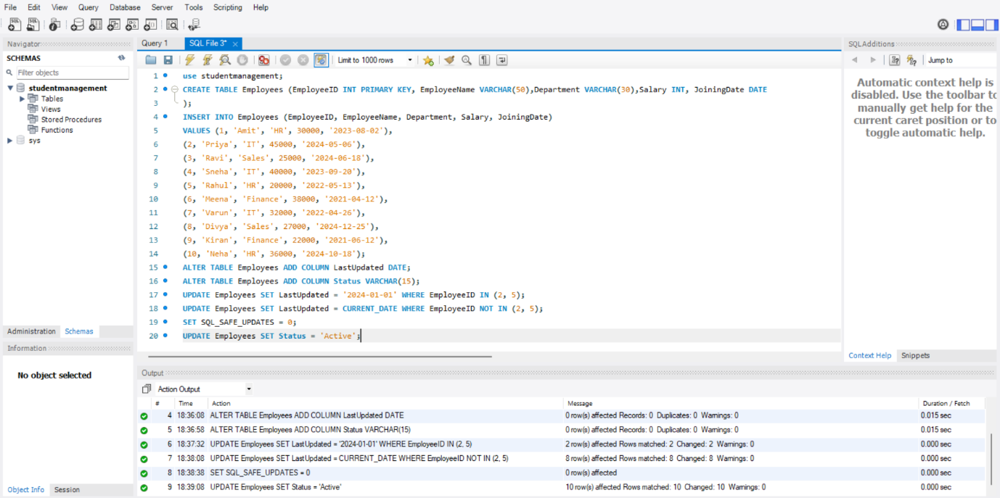 File Edit View Query Database Server Tools Scripting Help
Navigator
SCHEMAS
Filter objects
studentmanagement
Tables
Views
Stored Procedures
Functions
sys
Administration Schemas
Information
No object selected
Object Info Session
Query 1 SQL File 3*
Limit to 1000 rows
1 use studentmanagement;
2 CREATE TABLE Employees (EmployeeID INT PRIMARY KEY, EmployeeName VARCHAR(50),Department VARCHAR(30),Salary INT, JoiningDate DATE
3 );
4 INSERT INTO Employees (EmployeeID, EmployeeName, Department, Salary, JoiningDate)
5 VALUES (1, 'Amit', 'HR', 30000, '2023-08-02'),
6 (2, 'Priya', 'IT', 45000, '2024-05-06'),
7 (3, 'Ravi', 'Sales', 25000, '2024-06-18'),
8 (4, 'Sneha', 'IT', 40000, '2023-09-20'),
9 (5, 'Rahul', 'HR', 20000, '2022-05-13'),
10 (6, 'Meena', 'Finance', 38000, '2021-04-12'),
11 (7, 'Varun', 'IT', 32000, '2022-04-26'),
12 (8, 'Divya', 'Sales', 27000, '2024-12-25'),
13 (9, 'Kiran', 'Finance', 22000, '2021-06-12'),
14 (10, 'Neha', 'HR', 36000, '2024-10-18');
15 ALTER TABLE Employees ADD COLUMN LastUpdated DATE;
16 ALTER TABLE Employees ADD COLUMN Status VARCHAR(15);
17 UPDATE Employees SET LastUpdated = '2024-01-01' WHERE EmployeeID IN (2, 5);
18 UPDATE Employees SET LastUpdated = CURRENT_DATE WHERE EmployeeID NOT IN (2, 5);
19 SET SQL_SAFE_UPDATES = 0;
20 UPDATE Employees SET Status = 'Active';
SQLAdditions
Jump to
Automatic context help is
disabled. Use the toolbar to
manually get help for the
current caret position or to
toggle automatic help.
Context Help Snippets
Output
Action Output
# Time Action Message Duration / Fetch
4 18:36:08 ALTER TABLE Employees ADD COLUMN LastUpdated DATE 0 row(s) affected Records: 0 Duplicates: 0 Warnings: 0 0.015 sec
5 18:36:58 ALTER TABLE Employees ADD COLUMN Status VARCHAR(15) 0 row(s) affected Records: 0 Duplicates: 0 Warnings: 0 0.015 sec
6 18:37:32 UPDATE Employees SET LastUpdated = '2024-01-01' WHERE EmployeeID IN (2, 5) 2 row(s) affected Rows matched: 2 Changed: 2 Warnings: 0 0.000 sec
7 18:38:08 UPDATE Employees SET LastUpdated = CURRENT_DATE WHERE EmployeeID NOT IN (2, 5) 8 row(s) affected Rows matched: 8 Changed: 8 Warnings: 0 0.000 sec
8 18:38:38 SET SQL_SAFE_UPDATES = 0 0 row(s) affected 0.000 sec
9 18:39:08 UPDATE Employees SET Status = 'Active' 10 row(s) affected Rows matched: 10 Changed: 10 Warnings: 0 0.000 sec